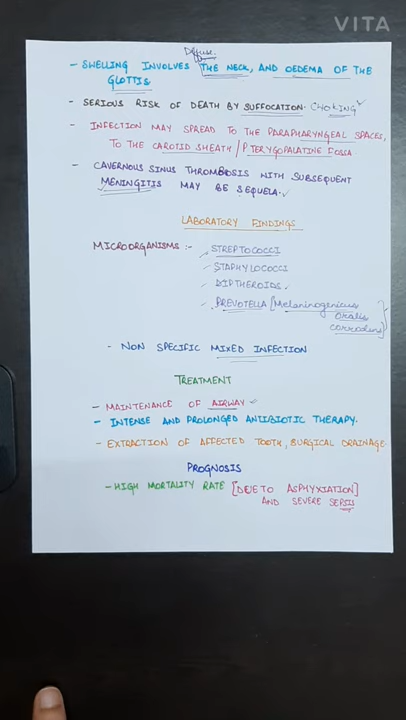 VITA
Diffuse
- SWELLING INVOLVES THE NECK, AND OEDEMA OF THE
GLOTTIS
- SERIOUS RISK OF DEATH BY SUFFOCATION. CHOKING
- INFECTION MAY SPREAD TO THE PARAPHARYNGEAL SPACES,
TO THE CAROTID SHEATH / PTERYGOPALATINE FOSSA.
- CAVERNOUS SINUS THROMBOSIS WITH SUBSEQUENT
MENINGITIS MAY BE SEQUELA.
LABORATORY FINDINGS
MICROORGANISMS :- STREPTOCOCCI
STAPHYLOCOCCI
DIPTHEROIDS.
PREVOTELLA [Melaninogenicus
oralis
corrodens]
- NON SPECIFIC MIXED INFECTION
TREATMENT
- MAINTENANCE OF AIRWAY
- INTENSE AND PROLONGED ANTIBIOTIC THERAPY.
- EXTRACTION OF AFFECTED TOOTH, SURGICAL DRAINAGE.
PROGNOSIS
- HIGH MORTALITY RATE [DUE TO ASPHYXIATION]
AND SEVERE SEPSIS